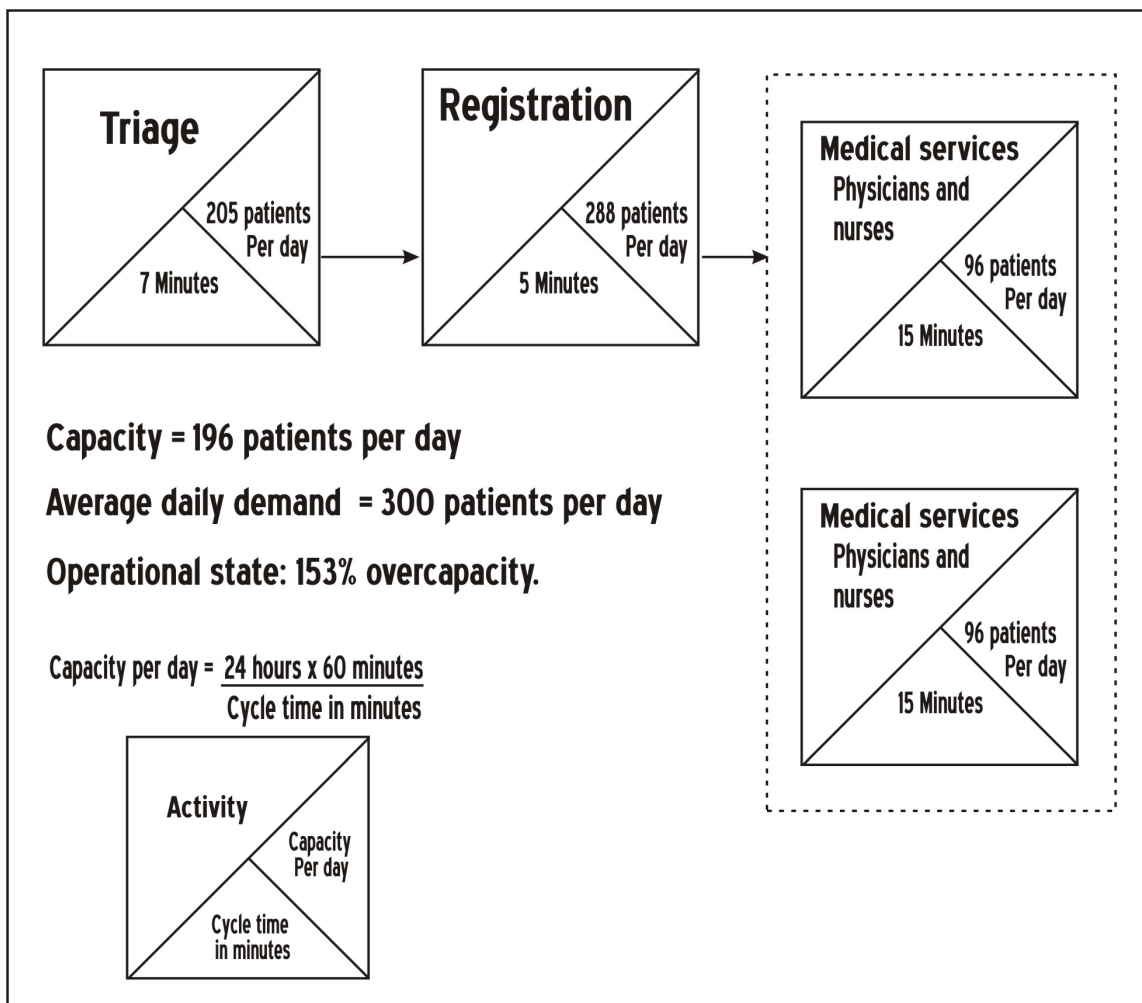 Triage
205 patients
Per day
7 Minutes
Registration
288 patients
Per day
5 Minutes
Medical services
Physicians and
nurses
96 patients
Per day
15 Minutes
Medical services
Physicians and
nurses
96 patients
Per day
15 Minutes
Capacity = 196 patients per day
Average daily demand = 300 patients per day
Operational state: 153% overcapacity.
Capacity per day = 24 hours x 60 minutes
Cycle time in minutes
Activity
Capacity
Per day
Cycle time
in minutes